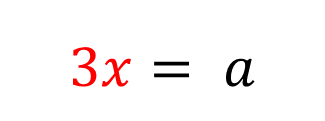 3x = a